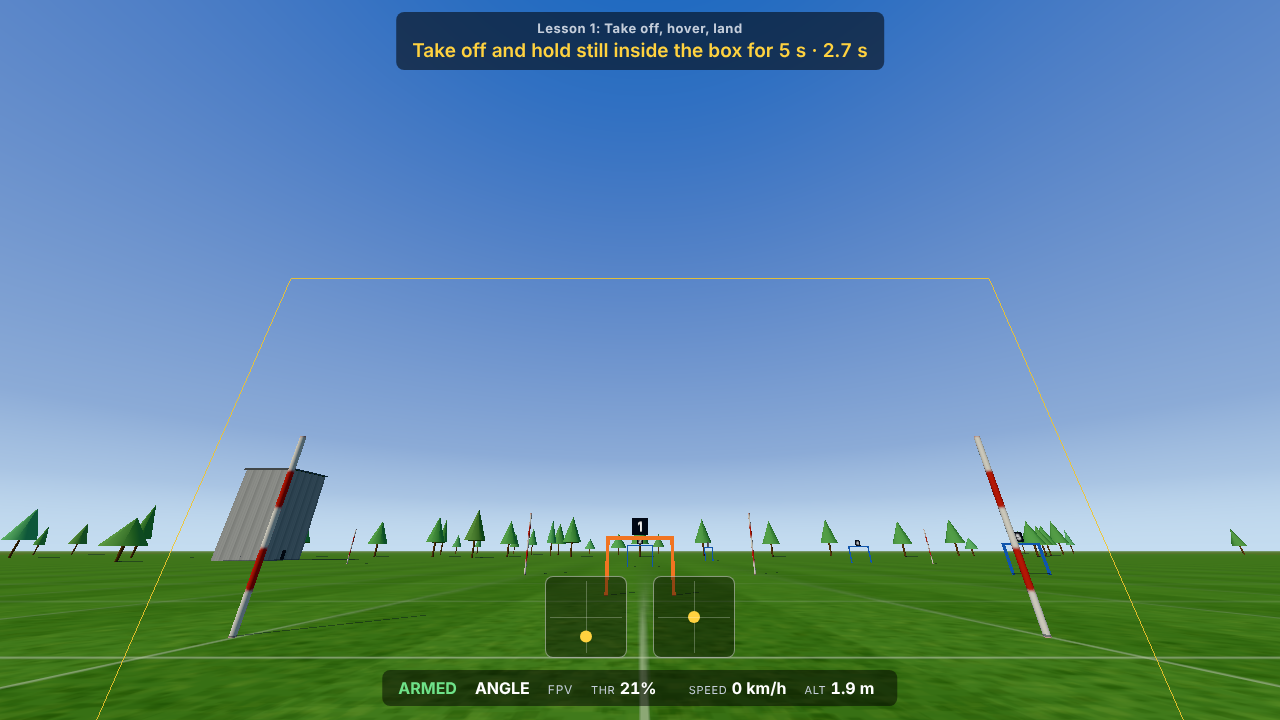 Lesson 1: Take off, hover, land
Take off and hold still inside the box for 5 s · 2.7 s
1
ARMED ANGLE FPV THR 21% SPEED 0 km/h ALT 1.9 m